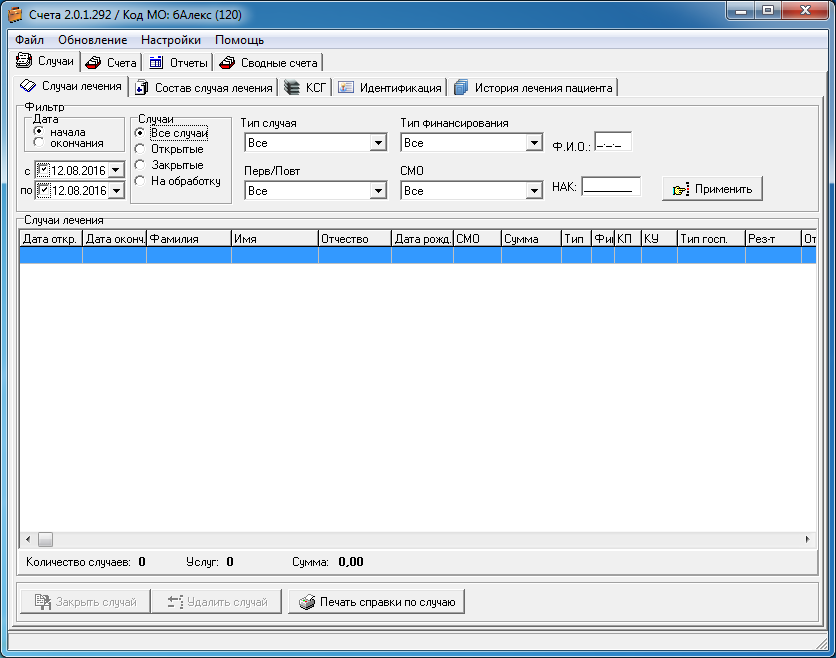 Счета 2.0.1.292 / Код МО: 6Алекс (120)
Файл Обновление Настройки Помощь
Случаи Счета Отчеты Сводные счета
Случаи лечения Состав случая лечения КСГ Идентификация История лечения пациента
Фильтр
Дата
начала
окончания
с 12.08.2016
по 12.08.2016
Случаи
Все случаи
Открытые
Закрытые
На обработку
Тип случая
Все
Перв/Повт
Все
Тип финансирования
Все
СМО
Все
Ф.И.О.: _._._
НАК: ________
Применить
Случаи лечения
Дата откр. Дата оконч. Фамилия Имя Отчество Дата рожд. СМО Сумма Тип Фин КП КУ Тип госп. Рез-т От
Количество случаев: 0 Услуг: 0 Сумма: 0,00
Закрыть случай Удалить случай Печать справки по случаю